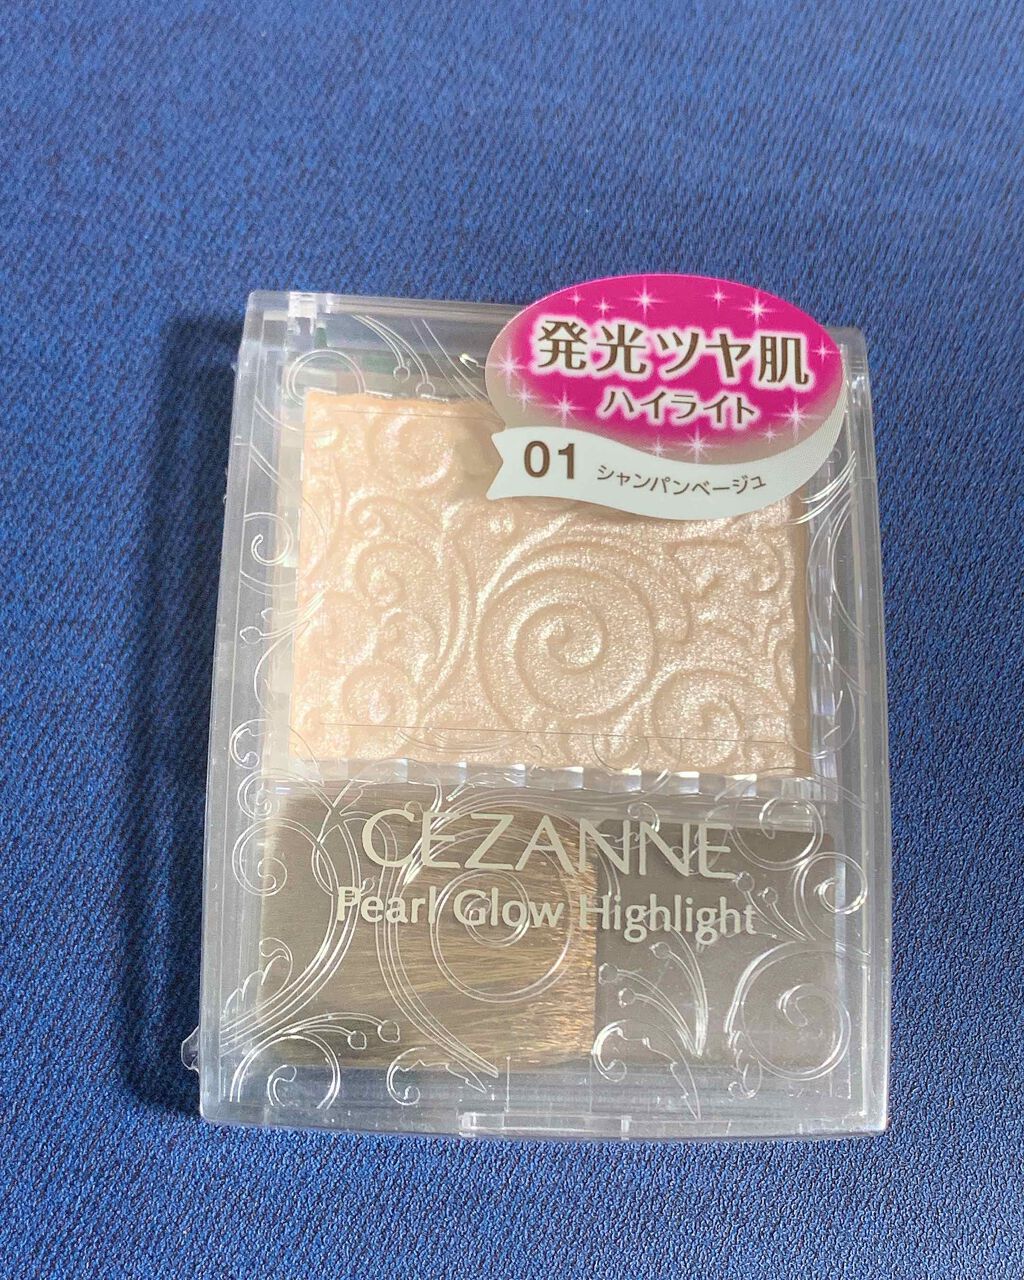 発光ツヤ肌
ハイライト
01 シャンパンベージュ
CEZANNE
Pearl Glow Highlight